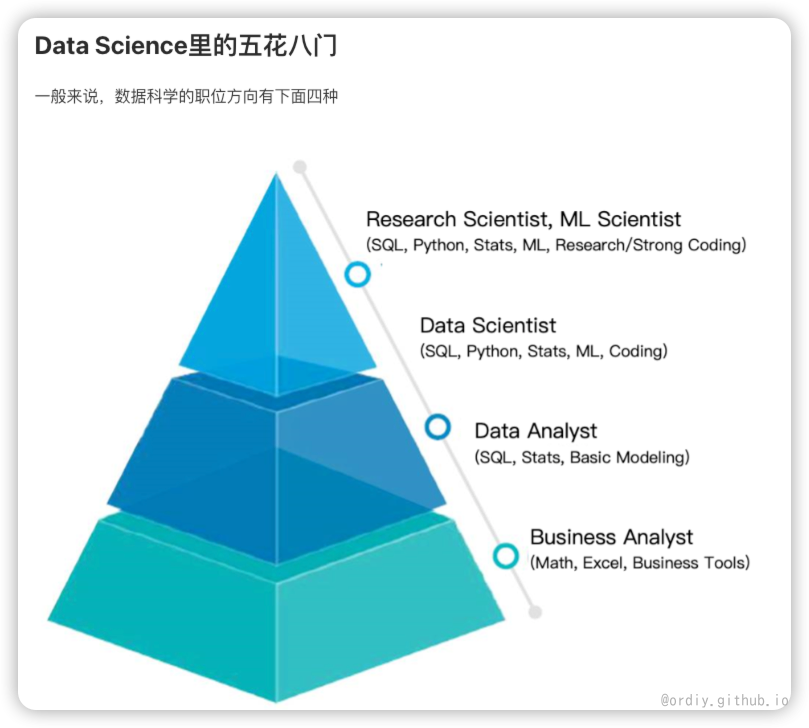 Data Science里的五花八门
一般来说，数据科学的职位方向有下面四种
Research Scientist, ML Scientist
(SQL, Python, Stats, ML, Research/Strong Coding)
Data Scientist
(SQL, Python, Stats, ML, Coding)
Data Analyst
(SQL, Stats, Basic Modeling)
Business Analyst
(Math, Excel, Business Tools)
@ordiy.github.io